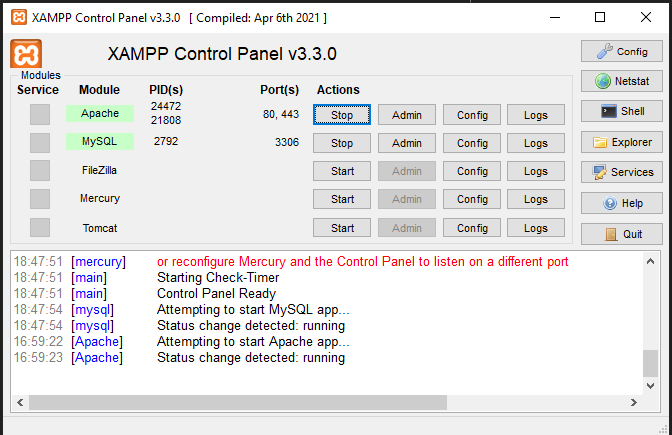 XAMPP Control Panel v3.3.0 [ Compiled: Apr 6th 2021 ]
XAMPP Control Panel v3.3.0
Config
Modules
Service Module PID(s) Port(s) Actions
Netstat
Apache 24472 21808 80, 443 Stop Admin Config Logs
Shell
MySQL 2792 3306 Stop Admin Config Logs
Explorer
FileZilla Start Admin Config Logs
Services
Mercury Start Admin Config Logs
Help
Tomcat Start Admin Config Logs
Quit
18:47:51 [mercury] or reconfigure Mercury and the Control Panel to listen on a different port
18:47:51 [main] Starting Check-Timer
18:47:51 [main] Control Panel Ready
18:47:54 [mysql] Attempting to start MySQL app...
18:47:54 [mysql] Status change detected: running
16:59:22 [Apache] Attempting to start Apache app...
16:59:23 [Apache] Status change detected: running